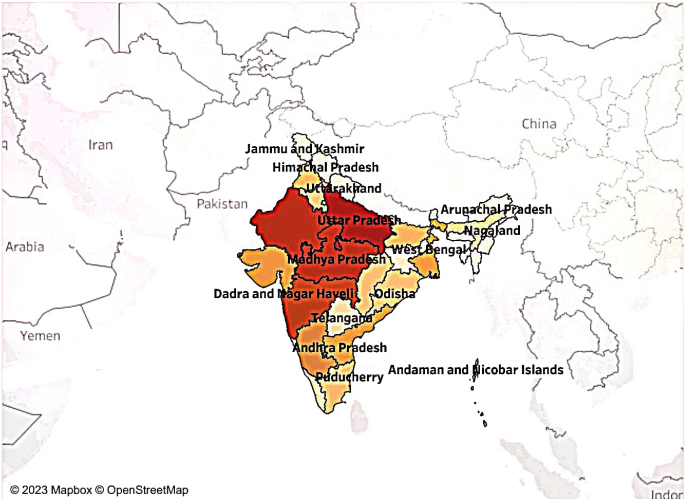 China
Iran
q
Jammu and Kashmir
Himachal Pradesh
Uttarakhand
Pakistan
Arunachal Pradesh
Uttar Pradesh
Nagaland
Arabia
West Bengal
Madhya Pradesh
Dadra and Nagar Haveli
Odisha
Telangana
Yemen
Andhra Pradesh
Andaman and Nicobar Islands
Puducherry
© 2023 Mapbox © OpenStreetMap
Indor